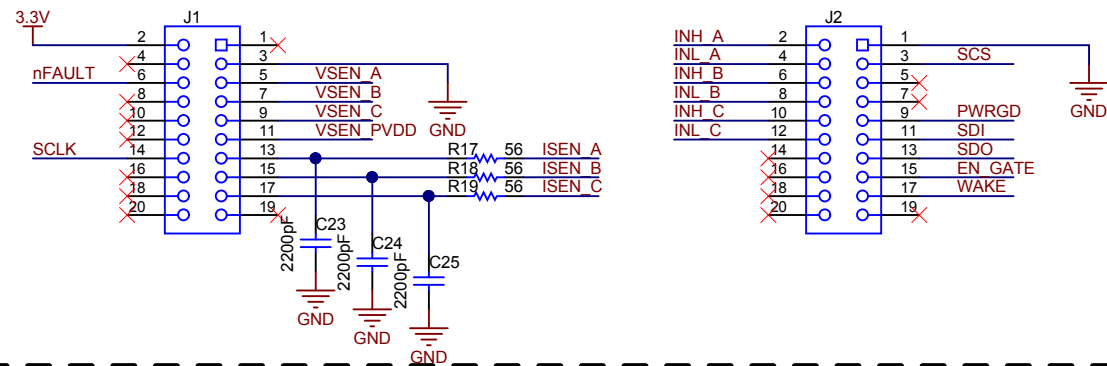 3.3V
J1
2 1
4 3
nFAULT 6 5 VSEN_A
8 7 VSEN_B
10 9 VSEN_C
12 11 VSEN_PVDD
GND
SCLK 14 13 R17 56 ISEN_A
16 15 R18 56 ISEN_B
18 17 R19 56 ISEN_C
20 19
C23
2200pF
C24
2200pF
C25
2200pF
GND
GND
GND
J2
INH_A 2 1
INL_A 4 3 SCS
INH_B 6 5
INL_B 8 7
GND
INH_C 10 9 PWRGD
INL_C 12 11 SDI
14 13 SDO
16 15 EN_GATE
18 17 WAKE
20 19